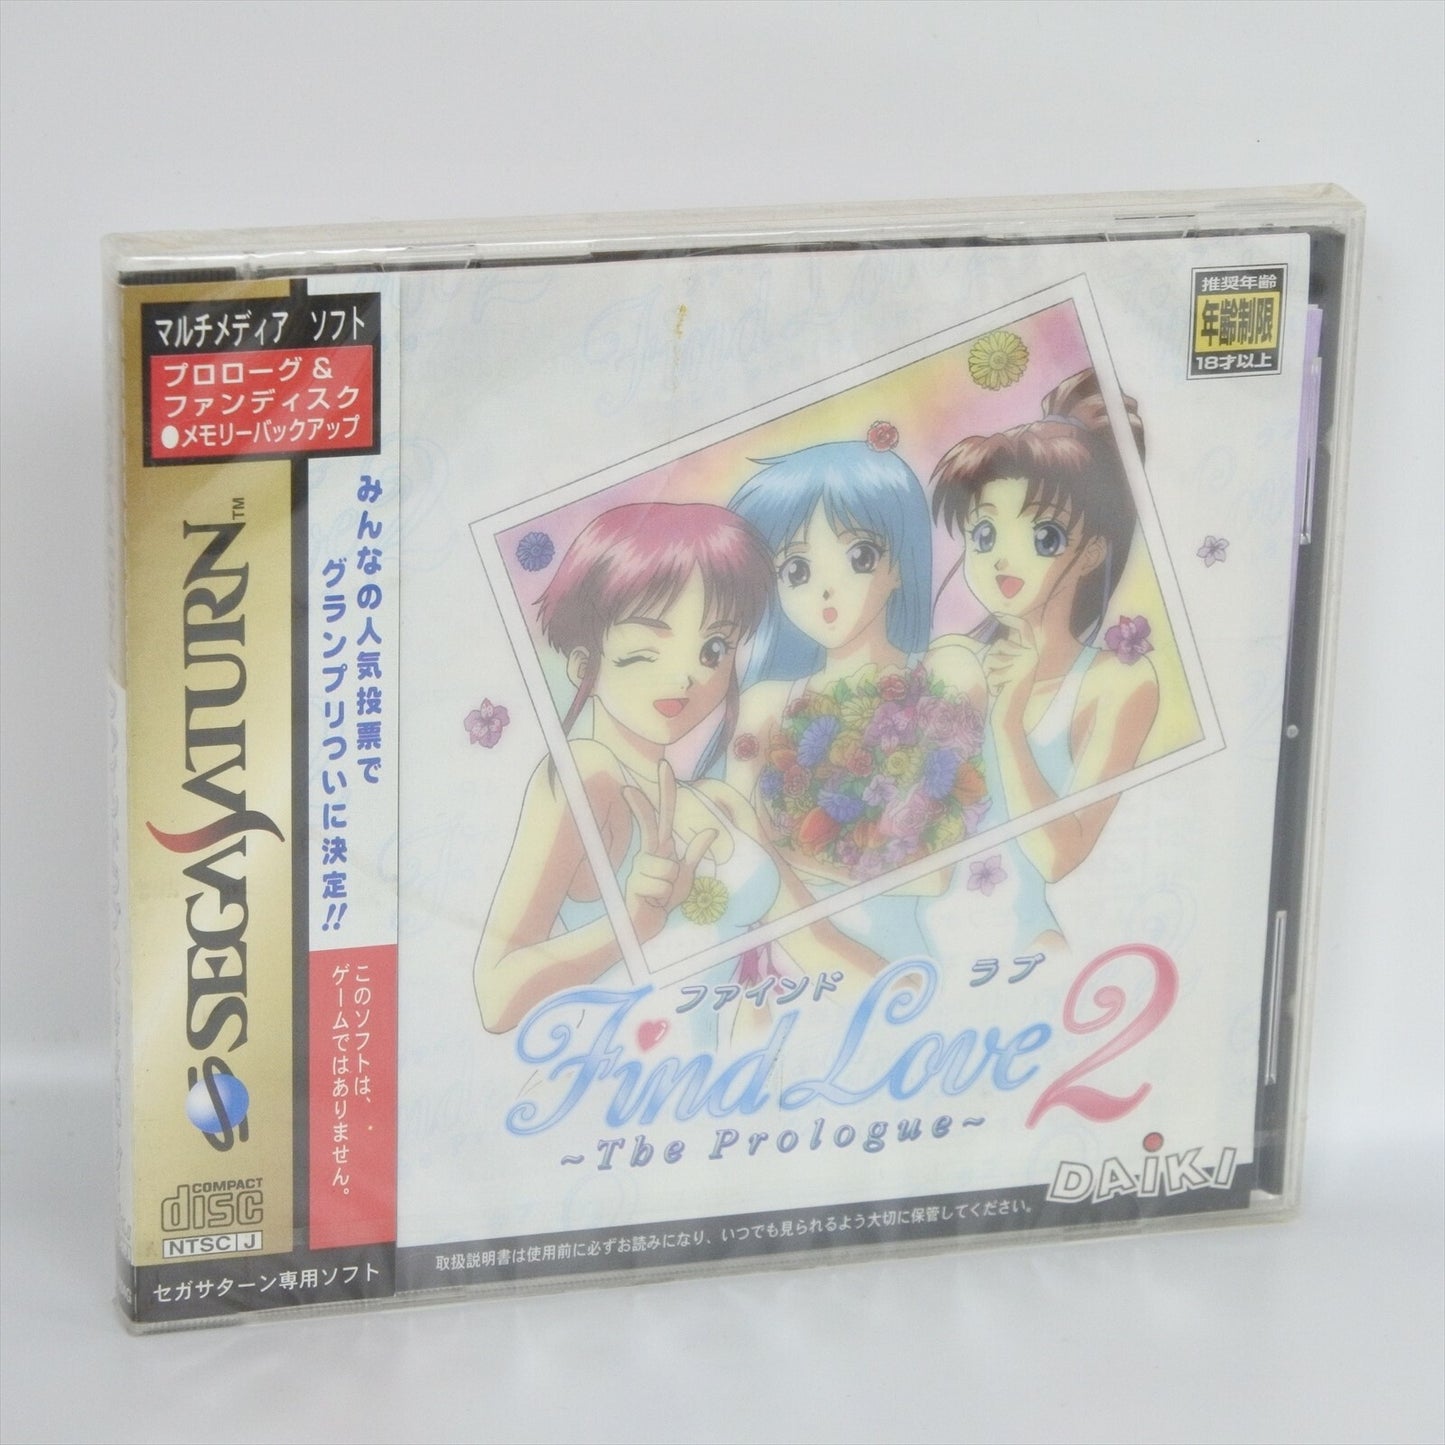 マルチメディア ソフト
プロローグ&
ファンディスク
●メモリーバックアップ
SEGA SATURN™
みんなの人気投票で
グランプリついに決定!!
このソフトは、
ゲームではありません。
COMPACT
disc
NTSC J
セガサターン専用ソフト
推奨年齢
年齢制限
18才以上
ファインド ラブ
Find Love 2
~The Prologue~
DAiKI
取扱説明書は使用前に必ずお読みになり、いつでも見られるよう大切に保管してください。